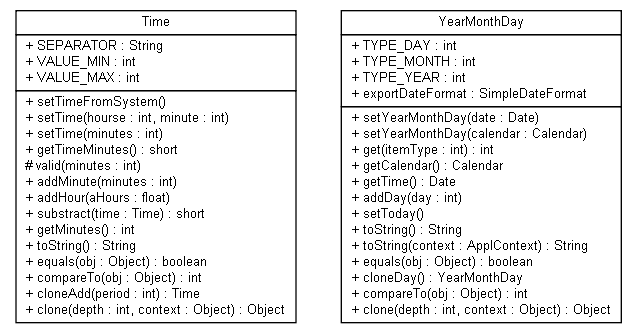 Time
+ SEPARATOR : String
+ VALUE_MIN : int
+ VALUE_MAX : int
+ setTimeFromSystem()
+ setTime(hourse : int, minute : int)
+ setTime(minutes : int)
+ getTimeMinutes() : short
# valid(minutes : int)
+ addMinute(minutes : int)
+ addHour(aHours : float)
+ substract(time : Time) : short
+ getMinutes() : int
+ toString() : String
+ equals(obj : Object) : boolean
+ compareTo(obj : Object) : int
+ cloneAdd(period : int) : Time
+ clone(depth : int, context : Object) : Object
YearMonthDay
+ TYPE_DAY : int
+ TYPE_MONTH : int
+ TYPE_YEAR : int
+ exportDateFormat : SimpleDateFormat
+ setYearMonthDay(date : Date)
+ setYearMonthDay(calendar : Calendar)
+ get(itemType : int) : int
+ getCalendar() : Calendar
+ getTime() : Date
+ addDay(day : int)
+ setToday()
+ toString() : String
+ toString(context : ApplContext) : String
+ equals(obj : Object) : boolean
+ cloneDay() : YearMonthDay
+ compareTo(obj : Object) : int
+ clone(depth : int, context : Object) : Object